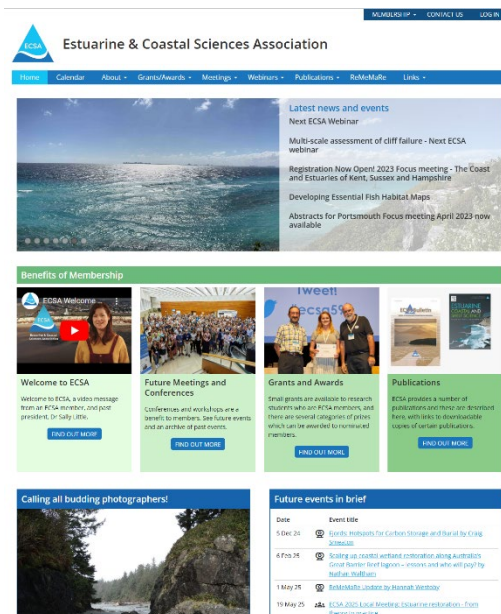 MEMBERSHIP
CONTACT US
LOG IN
ECSA
Estuarine & Coastal Sciences Association
Home
Calendar
About
Grants/Awards
Meetings
Webinars
Publications
ReMeMaRe
Links
Latest news and events
Next ECSA Webinar
Multi-scale assessment of cliff failure - Next ECSA
webinar
Registration Now Open! 2023 Focus meeting - The Coast
and Estuaries of Kent, Sussex and Hampshire
Developing Essential Fish Habitat Maps
Abstracts for Portsmouth Focus meeting April 2023 now
available
Benefits of Membership
ECSA Welcome ...
Tweet!
Welcome to ECSA
Welcome to ECSA, a video message
from an ECSA member, and past
president, Dr Sally Little.
FIND OUT MORE
Future Meetings and
Conferences
Conferences and workshops are a
benefit to members. See future events
and an archive of past events.
FIND OUT MORE
Grants and Awards
Small grants are available to research
students who are ECSA members, and
there are several categories of prizes
which can be awarded to nominated
members.
FIND OUT MORE
Publications
ECSA provides a number of
publications and these are described
here, with links to downloadable
copies of certain publications.
FIND OUT MORE
Calling all budding photographers!
Future events in brief
Date
Event title
5 Dec 24
Fjords: Hotspots for Carbon Storage and Burial by Craig
Smeaton
6 Feb 25
Scaling up coastal wetland restoration along Australia's
Great Barrier Reef lagoon – lessons and who will pay? by
Nathan Waltham
1 May 25
ReMeMaRe Update by Hannah Westoby
19 May 25
ECSA 2025 Local Meeting: Estuarine restoration - from